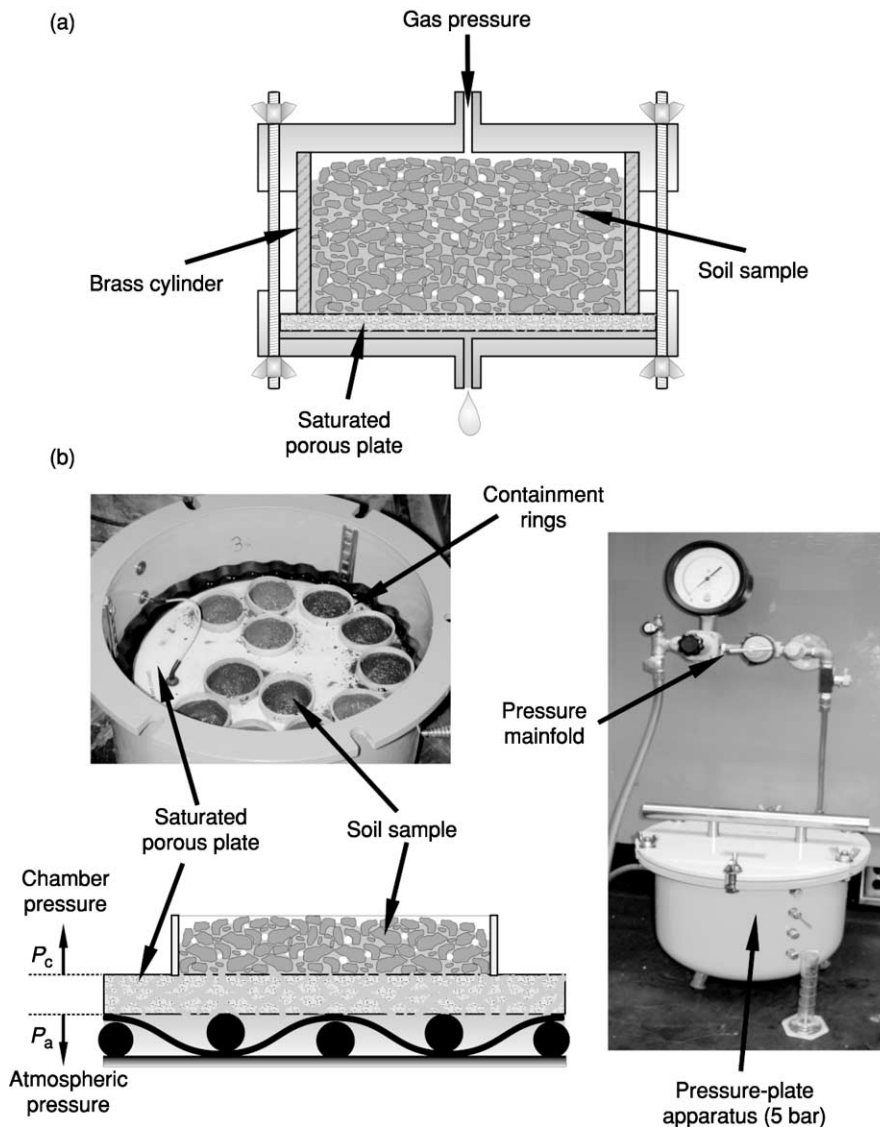 (a)
Gas pressure
Brass cylinder
Soil sample
Saturated
porous plate
(b)
Containment
rings
3-
Pressure
mainfold
Saturated
porous plate
Soil sample
Chamber
pressure
Pc
Pa
Atmospheric
pressure
Pressure-plate
apparatus (5 bar)